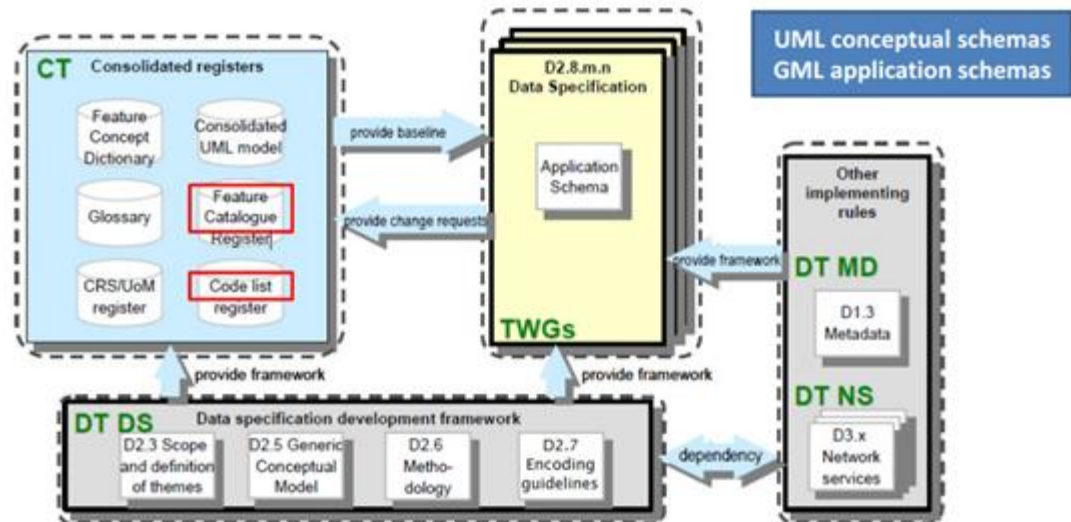 CT
Consolidated registers
Feature
Concept
Dictionary
Consolidated
UML model
Glossary
Feature
Catalogue
Register
CRS/UoM
register
Code list
register
provide baseline
provide change requests
D2.8.m.n
Data Specification
Application
Schema
TWGs
UML conceptual schemas
GML application schemas
Other
implementing
rules
provide framework
DT MD
D1.3
Metadata
DT NS
D3.x
Network
services
provide framework
provide framework
DT DS
Data specification development framework
D2.3 Scope
and definition
of themes
D2.5 Generic
Conceptual
Model
D2.6
Metho-
dology
D2.7
Encoding
guidelines
dependency